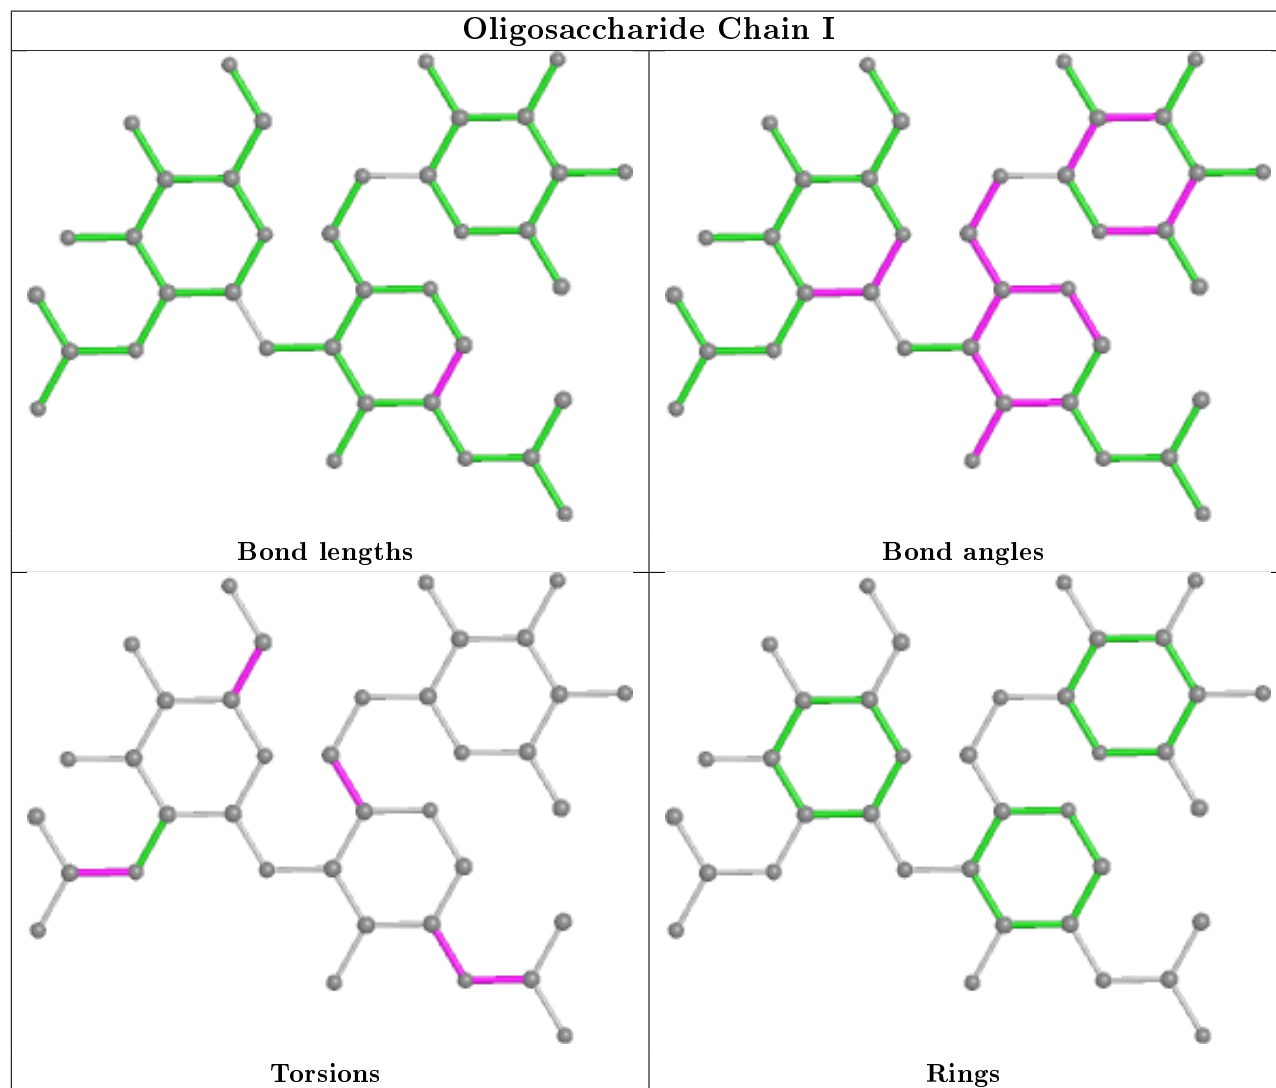 Oligosaccharide Chain I
Bond lengths
Bond angles
Torsions
Rings